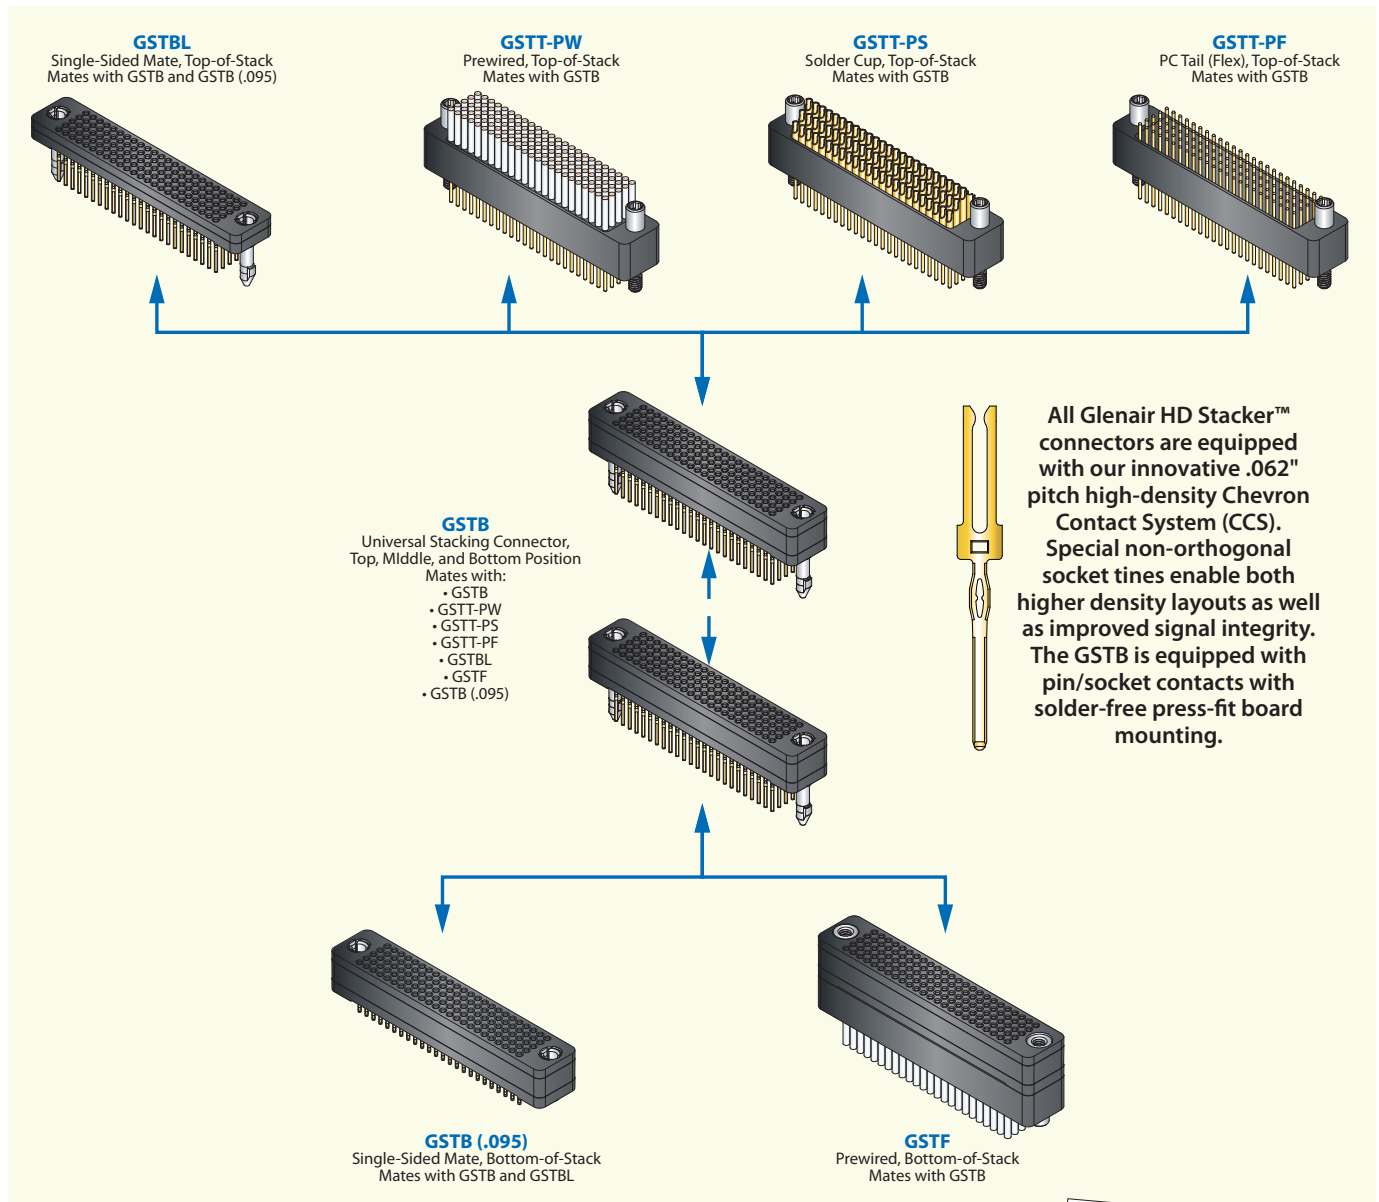 GSTBL
Single-Sided Mate, Top-of-Stack
Mates with GSTB and GSTB (.095)
GSTT-PW
Prewired, Top-of-Stack
Mates with GSTB
GSTT-PS
Solder Cup, Top-of-Stack
Mates with GSTB
GSTT-PF
PC Tail (Flex), Top-of-Stack
Mates with GSTB
All Glenair HD Stacker™
connectors are equipped
with our innovative .062"
pitch high-density Chevron
Contact System (CCS).
Special non-orthogonal
socket tines enable both
higher density layouts as well
as improved signal integrity.
The GSTB is equipped with
pin/socket contacts with
solder-free press-fit board
mounting.
GSTB
Universal Stacking Connector,
Top, MIddle, and Bottom Position
Mates with:
• GSTB
• GSTT-PW
• GSTT-PS
• GSTT-PF
• GSTBL
• GSTF
• GSTB (.095)
GSTB (.095)
Single-Sided Mate, Bottom-of-Stack
Mates with GSTB and GSTBL
GSTF
Prewired, Bottom-of-Stack
Mates with GSTB